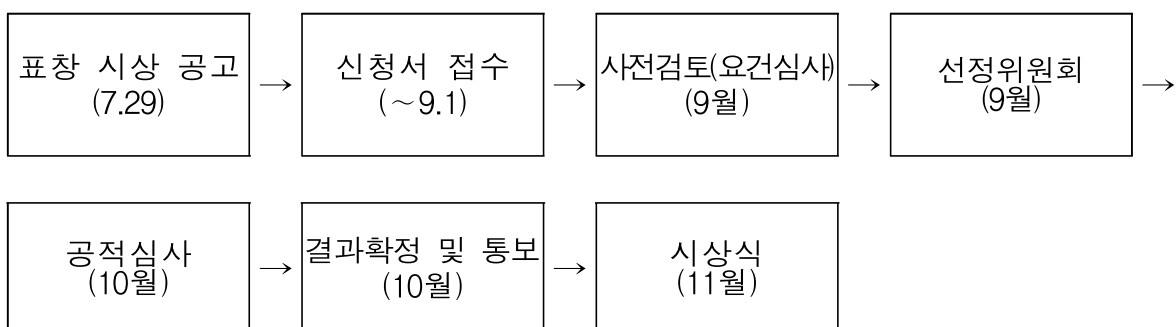 표창 시상 공고
(7.29)
→
신청서 접수
(~9.1)
→
사전검토(요건심사)
(9월)
→
선정위원회
(9월)
→
공적심사
(10월)
→
결과확정 및 통보
(10월)
→
시상식
(11월)